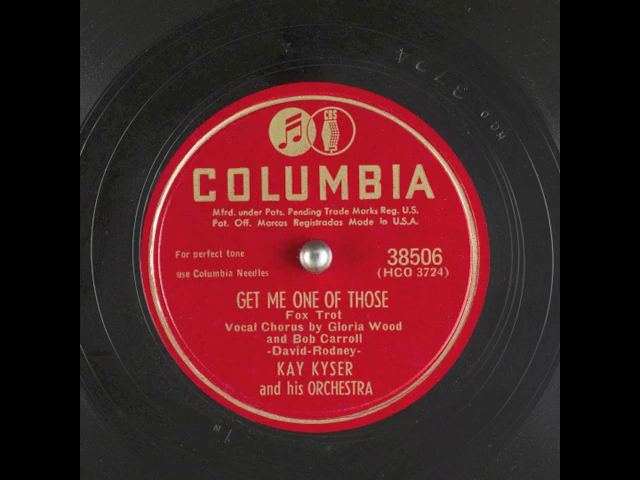 CBS
COLUMBIA
Mfrd. under Pats. Pending Trade Marks Reg. U.S.
Pat. Off. Marcas Registradas Made in U.S.A.
For perfect tone
use Columbia Needles
38506
(HCO 3724)
GET ME ONE OF THOSE
Fox Trot
Vocal Chorus by Gloria Wood
and Bob Carroll
-David-Rodney-
KAY KYSER
and his ORCHESTRA